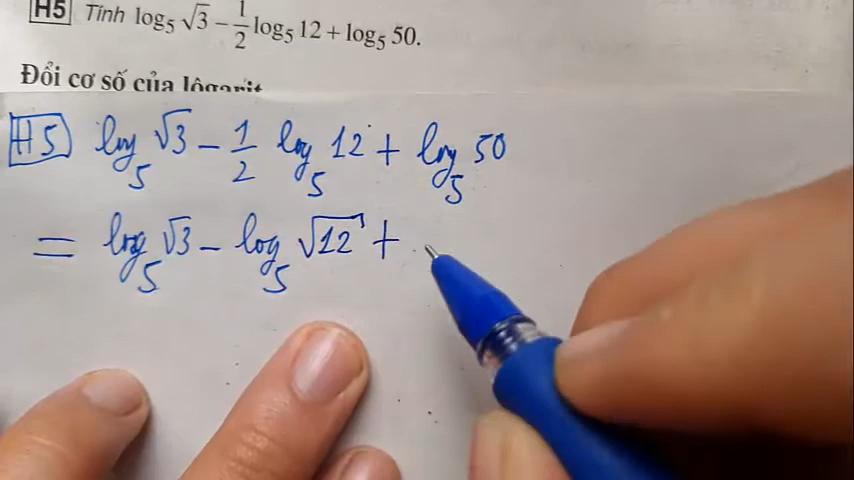 H5 Tính log₅ √3 − 1/2 log₅ 12 + log₅ 50.
Đổi cơ số của lôgarit
H5 log₅ √3 − 1/2 log₅ 12 + log₅ 50
= log₅ √3 − log₅ √12 +